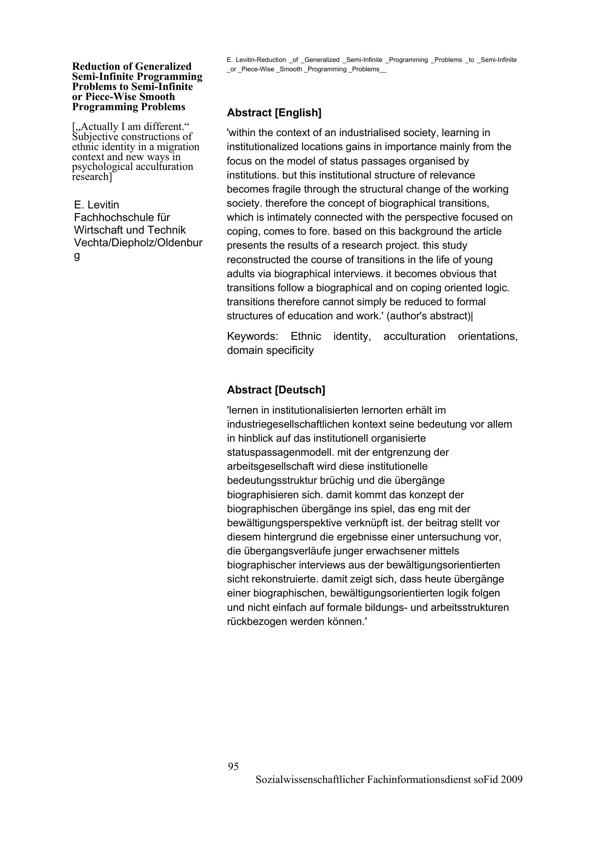 Reduction of Generalized
Semi-Infinite Programming
Problems to Semi-Infinite
or Piece-Wise Smooth
Programming Problems
[„Actually I am different.“
Subjective constructions of
ethnic identity in a migration
context and new ways in
psychological acculturation
research]
E. Levitin
Fachhochschule für
Wirtschaft und Technik
Vechta/Diepholz/Oldenbur
g
E. Levitin-Reduction _of _Generalized _Semi-Infinite _Programming _Problems _to _Semi-Infinite
_or _Piece-Wise _Smooth _Programming _Problems__
Abstract [English]
'within the context of an industrialised society, learning in
institutionalized locations gains in importance mainly from the
focus on the model of status passages organised by
institutions. but this institutional structure of relevance
becomes fragile through the structural change of the working
society. therefore the concept of biographical transitions,
which is intimately connected with the perspective focused on
coping, comes to fore. based on this background the article
presents the results of a research project. this study
reconstructed the course of transitions in the life of young
adults via biographical interviews. it becomes obvious that
transitions follow a biographical and on coping oriented logic.
transitions therefore cannot simply be reduced to formal
structures of education and work.' (author's abstract)|
Keywords: Ethnic identity, acculturation orientations,
domain specificity
Abstract [Deutsch]
'lernen in institutionalisierten lernorten erhält im
industriegesellschaftlichen kontext seine bedeutung vor allem
in hinblick auf das institutionell organisierte
statuspassagenmodell. mit der entgrenzung der
arbeitsgesellschaft wird diese institutionelle
bedeutungsstruktur brüchig und die übergänge
biographisieren sich. damit kommt das konzept der
biographischen übergänge ins spiel, das eng mit der
bewältigungsperspektive verknüpft ist. der beitrag stellt vor
diesem hintergrund die ergebnisse einer untersuchung vor,
die übergangsverläufe junger erwachsener mittels
biographischer interviews aus der bewältigungsorientierten
sicht rekonstruierte. damit zeigt sich, dass heute übergänge
einer biographischen, bewältigungsorientierten logik folgen
und nicht einfach auf formale bildungs- und arbeitsstrukturen
rückbezogen werden können.'
95
Sozialwissenschaftlicher Fachinformationsdienst soFid 2009